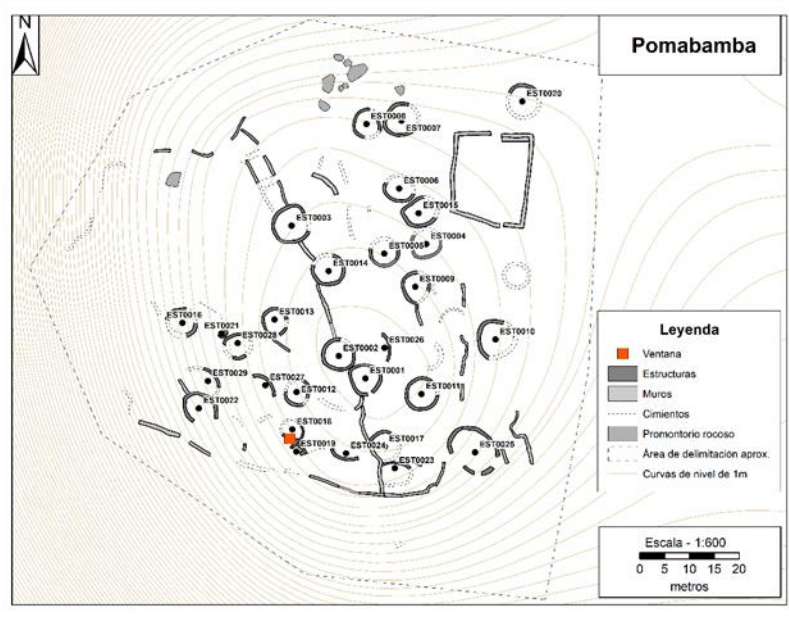 N
Pomabamba
EST0020
EST0008
EST0007
EST0006
EST0015
EST0003
EST0004
EST0005
EST0014
EST0009
EST0013
EST0016
EST0021
EST0028
EST0010
EST0026
EST0002
EST0029
EST0027
EST0001
EST0012
EST0011
EST0022
EST0018
EST0019
EST0024
EST0017
EST0025
EST0023
Leyenda
Ventana
Estructuras
Muros
Cimientos
Promontorio rocoso
Área de delimitación aprox.
Curvas de nivel de 1m
Escala - 1:600
0 5 10 15 20
metros